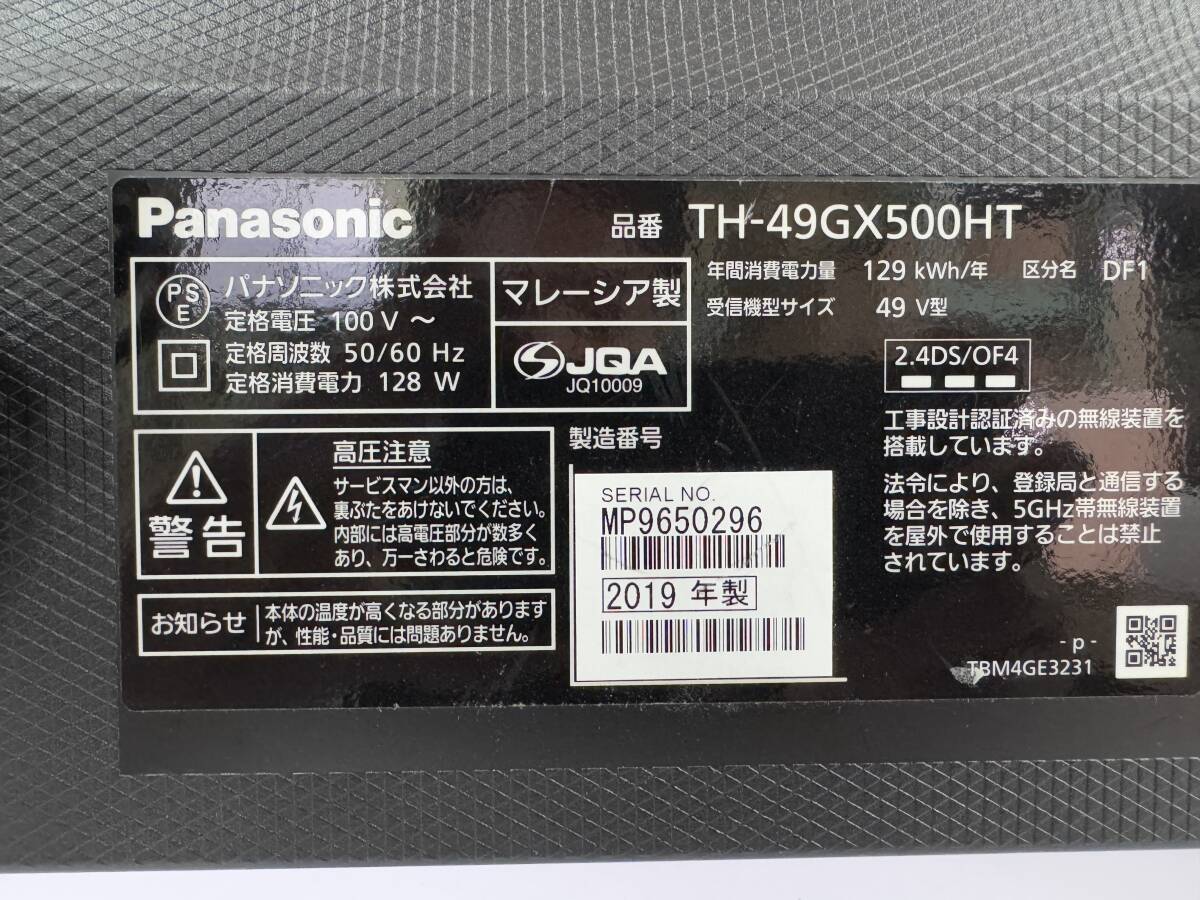 Panasonic
品番 TH-49GX500HT
PS
E
パナソニック株式会社
定格電圧 100 V ～
定格周波数 50/60 Hz
定格消費電力 128 W
マレーシア製
JQA
JQ10009
年間消費電力量 129 kWh/年 区分名 DF1
受信機型サイズ 49 V型
2.4DS/OF4
工事設計認証済みの無線装置を
搭載しています。
法令により、登録局と通信する
場合を除き、5GHz帯無線装置
を屋外で使用することは禁止
されています。
警告
高圧注意
サービスマン以外の方は、
裏ぶたをあけないでください。
内部には高電圧部分が数多く
あり、万一さわると危険です。
お知らせ
本体の温度が高くなる部分があります
が、性能・品質には問題ありません。
製造番号
SERIAL NO.
MP9650296
2019 年製
- p -
TBM4GE3231